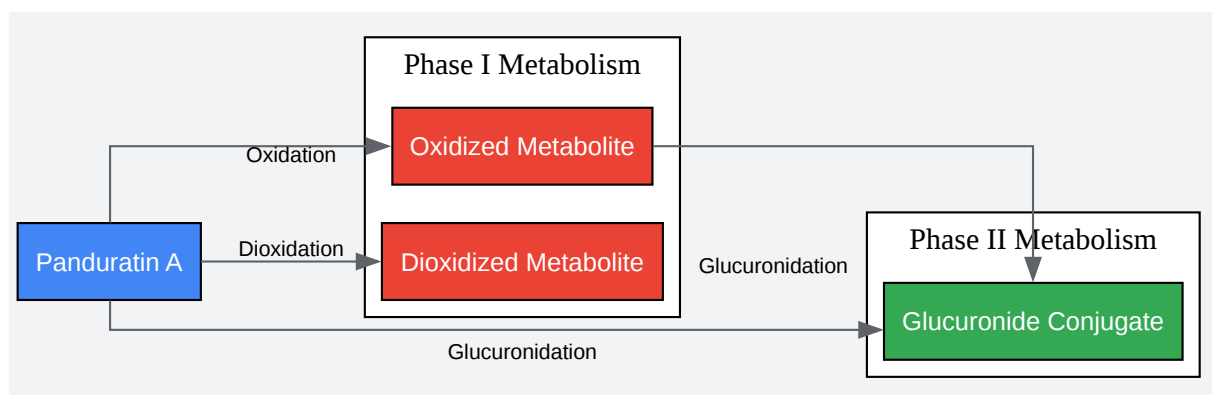 Phase I Metabolism
Oxidized Metabolite
Oxidation
Panduratin A
Dioxidation
Dioxidized Metabolite
Glucuronidation
Phase II Metabolism
Glucuronide Conjugate
Glucuronidation